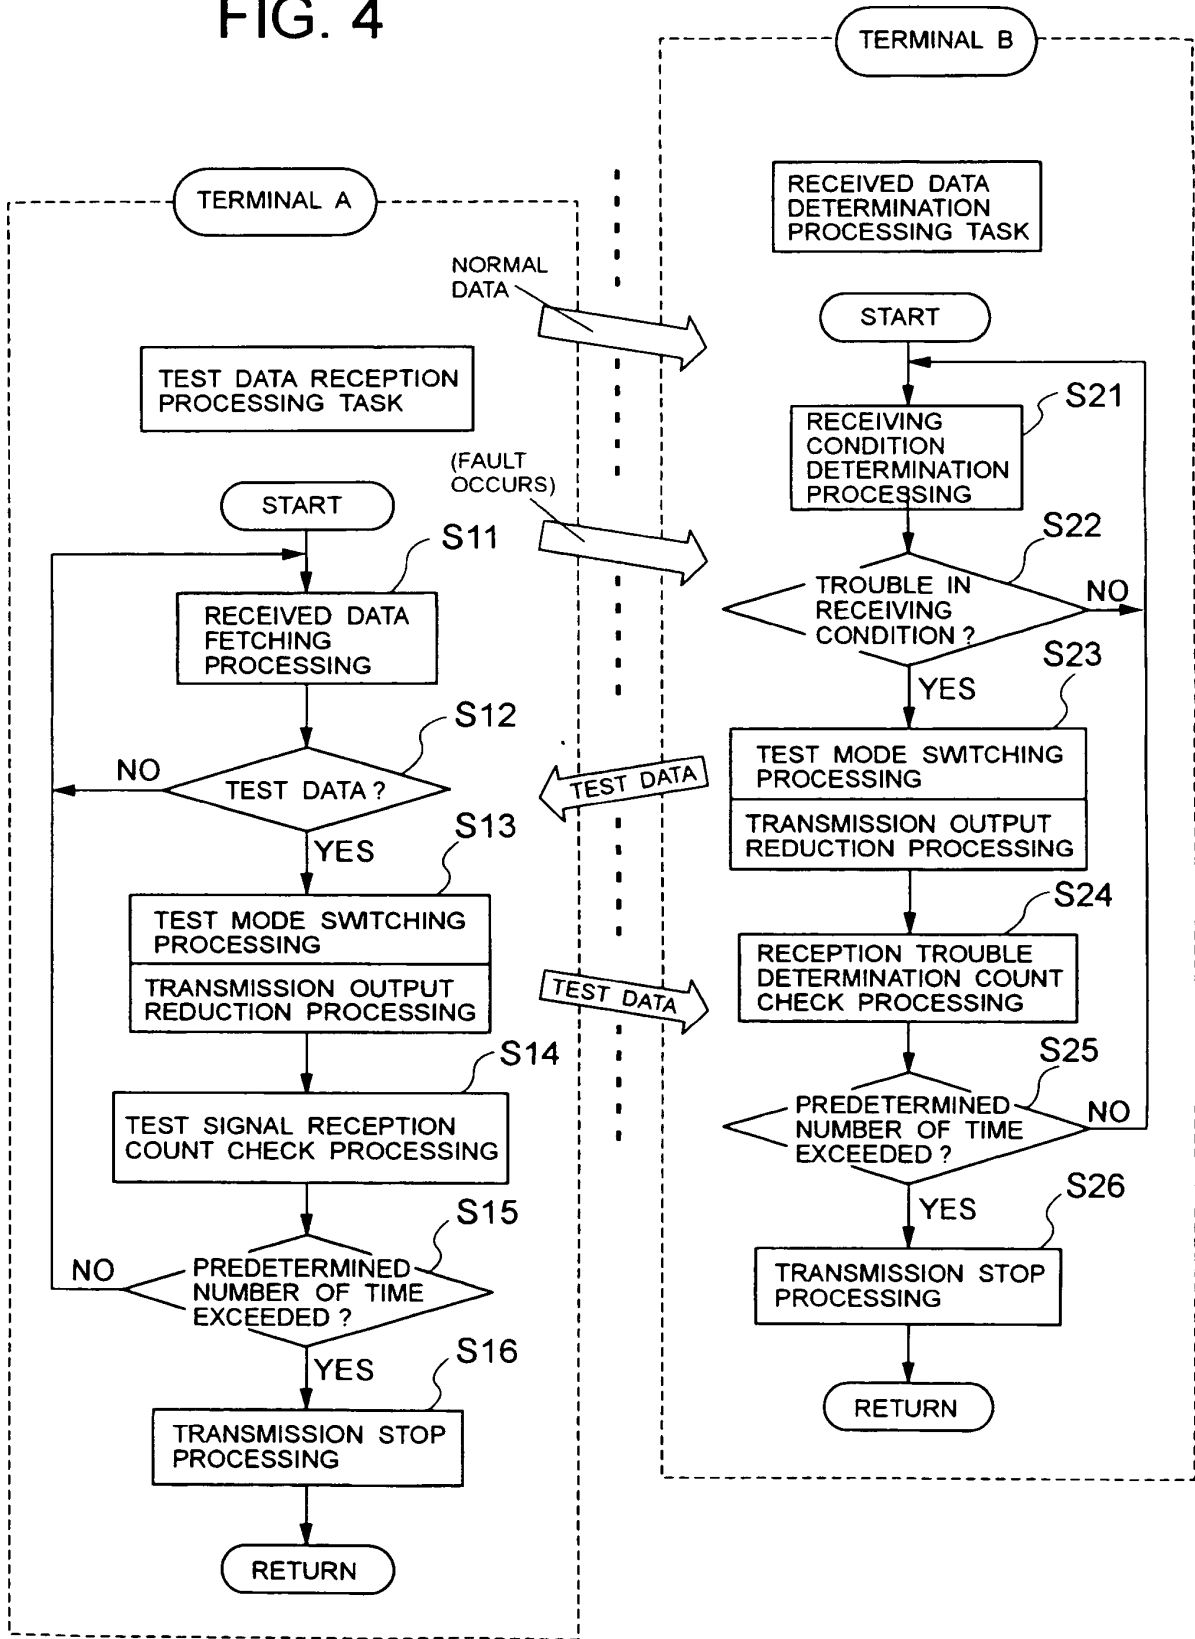 FIG. 4
TERMINAL A
TEST DATA RECEPTION
PROCESSING TASK
START
S11
RECEIVED DATA
FETCHING
PROCESSING
S12
NO
TEST DATA ?
YES
S13
TEST MODE SWITCHING
PROCESSING
TRANSMISSION OUTPUT
REDUCTION PROCESSING
S14
TEST SIGNAL RECEPTION
COUNT CHECK PROCESSING
S15
NO
PREDETERMINED
NUMBER OF TIME
EXCEEDED ?
YES
S16
TRANSMISSION STOP
PROCESSING
RETURN
NORMAL
DATA
(FAULT
OCCURS)
TEST DATA
TEST DATA
TERMINAL B
RECEIVED DATA
DETERMINATION
PROCESSING TASK
START
S21
RECEIVING
CONDITION
DETERMINATION
PROCESSING
S22
TROUBLE IN
RECEIVING
CONDITION ?
NO
YES
S23
TEST MODE SWITCHING
PROCESSING
TRANSMISSION OUTPUT
REDUCTION PROCESSING
S24
RECEPTION TROUBLE
DETERMINATION COUNT
CHECK PROCESSING
S25
PREDETERMINED
NUMBER OF TIME
EXCEEDED ?
NO
YES
S26
TRANSMISSION STOP
PROCESSING
RETURN